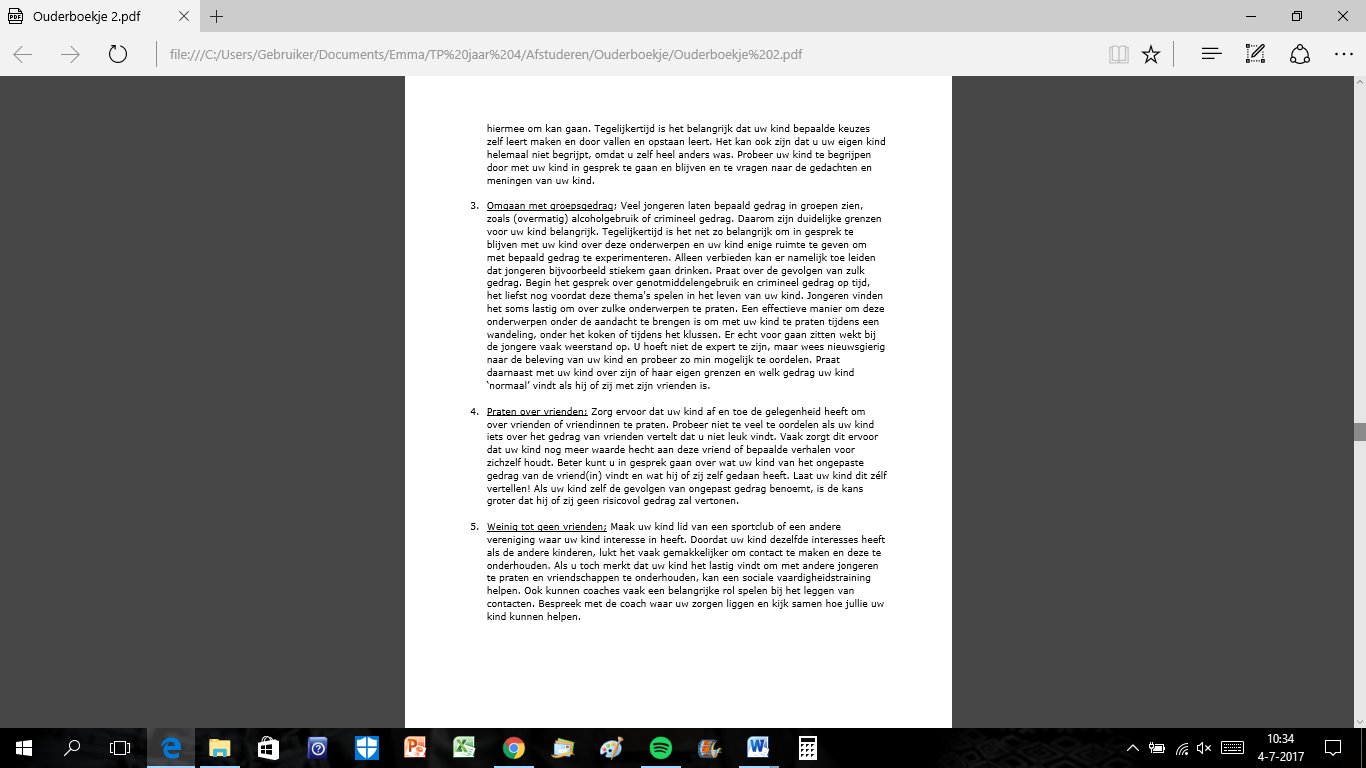 Ouderboekje 2.pdf
file:///C:/Users/Gebruiker/Documents/Emma/TP%20jaar%204/Afstuderen/Ouderboekje/Ouderboekje%202.pdf
hiermee om kan gaan. Tegelijkertijd is het belangrijk dat uw kind bepaalde keuzes
zelf leert maken en door vallen en opstaan leert. Het kan ook zijn dat u uw eigen kind
helemaal niet begrijpt, omdat u zelf heel anders was. Probeer uw kind te begrijpen
door met uw kind in gesprek te gaan en blijven en te vragen naar de gedachten en
meningen van uw kind.
3. Omgaan met groepsgedrag; Veel jongeren laten bepaald gedrag in groepen zien,
zoals (overmatig) alcoholgebruik of crimineel gedrag. Daarom zijn duidelijke grenzen
voor uw kind belangrijk. Tegelijkertijd is het net zo belangrijk om in gesprek te
blijven met uw kind over deze onderwerpen en uw kind enige ruimte te geven om
met bepaald gedrag te experimenteren. Alleen verbieden kan er namelijk toe leiden
dat jongeren bijvoorbeeld stiekem gaan drinken. Praat over de gevolgen van zulk
gedrag. Begin het gesprek over genotmiddelengebruik en crimineel gedrag op tijd,
het liefst nog voordat deze thema's spelen in het leven van uw kind. Jongeren vinden
het soms lastig om over zulke onderwerpen te praten. Een effectieve manier om deze
onderwerpen onder de aandacht te brengen is om met uw kind te praten tijdens een
wandeling, onder het koken of tijdens het klussen. Er echt voor gaan zitten wekt bij
de jongere vaak weerstand op. U hoeft niet de expert te zijn, maar wees nieuwsgierig
naar de beleving van uw kind en probeer zo min mogelijk te oordelen. Praat
daarnaast met uw kind over zijn of haar eigen grenzen en welk gedrag uw kind
‘normaal’ vindt als hij of zij met zijn vrienden is.
4. Praten over vrienden; Zorg ervoor dat uw kind af en toe de gelegenheid heeft om
over vrienden of vriendinnen te praten. Probeer niet te veel te oordelen als uw kind
iets over het gedrag van vrienden vertelt dat u niet leuk vindt. Vaak zorgt dit ervoor
dat uw kind nog meer waarde hecht aan deze vriend of bepaalde verhalen voor
zichzelf houdt. Beter kunt u in gesprek gaan over wat uw kind van het ongepaste
gedrag van de vriend(in) vindt en wat hij of zij zelf gedaan heeft. Laat uw kind dit zélf
vertellen! Als uw kind zelf de gevolgen van ongepast gedrag benoemt, is de kans
groter dat hij of zij geen risicovol gedrag zal vertonen.
5. Weinig tot geen vrienden; Maak uw kind lid van een sportclub of een andere
vereniging waar uw kind interesse in heeft. Doordat uw kind dezelfde interesses heeft
als de andere kinderen, lukt het vaak gemakkelijker om contact te maken en deze te
onderhouden. Als u toch merkt dat uw kind het lastig vindt om met andere jongeren
te praten en vriendschappen te onderhouden, kan een sociale vaardigheidstraining
helpen. Ook kunnen coaches vaak een belangrijke rol spelen bij het leggen van
contacten. Bespreek met de coach waar uw zorgen liggen en kijk samen hoe jullie uw
kind kunnen helpen.
10:34
4-7-2017